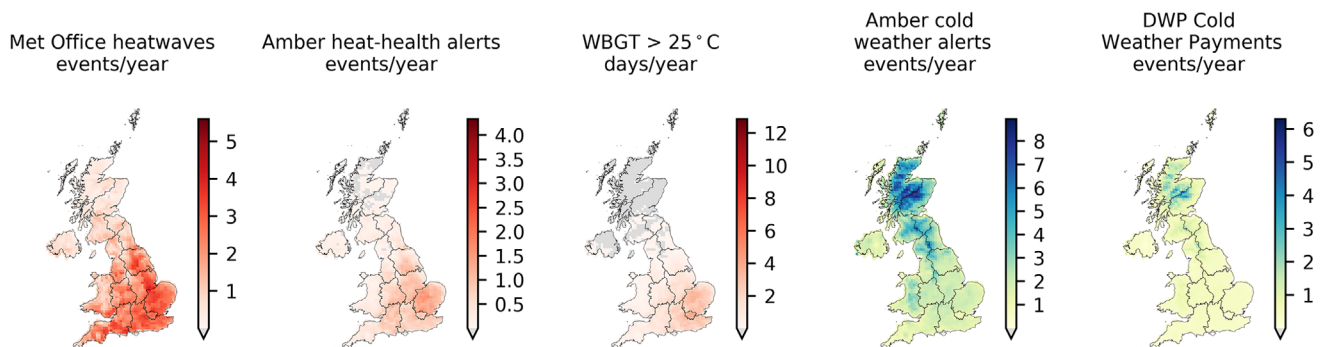 Met Office heatwaves
events/year
5
4
3
2
1
Amber heat-health alerts
events/year
4.0
3.5
3.0
2.5
2.0
1.5
1.0
0.5
WBGT > 25°C
days/year
12
10
8
6
4
2
Amber cold
weather alerts
events/year
8
7
6
5
4
3
2
1
DWP Cold
Weather Payments
events/year
6
5
4
3
2
1